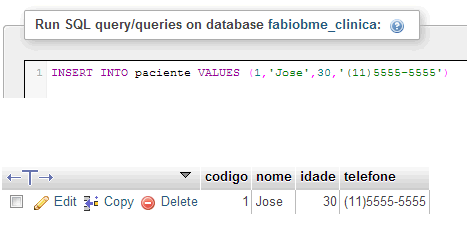 Run SQL query/queries on database fabiobme_clinica:
1 INSERT INTO paciente VALUES (1,'Jose',30,'(11)5555-5555')
codigo nome idade telefone
Edit Copy Delete 1 Jose 30 (11)5555-5555